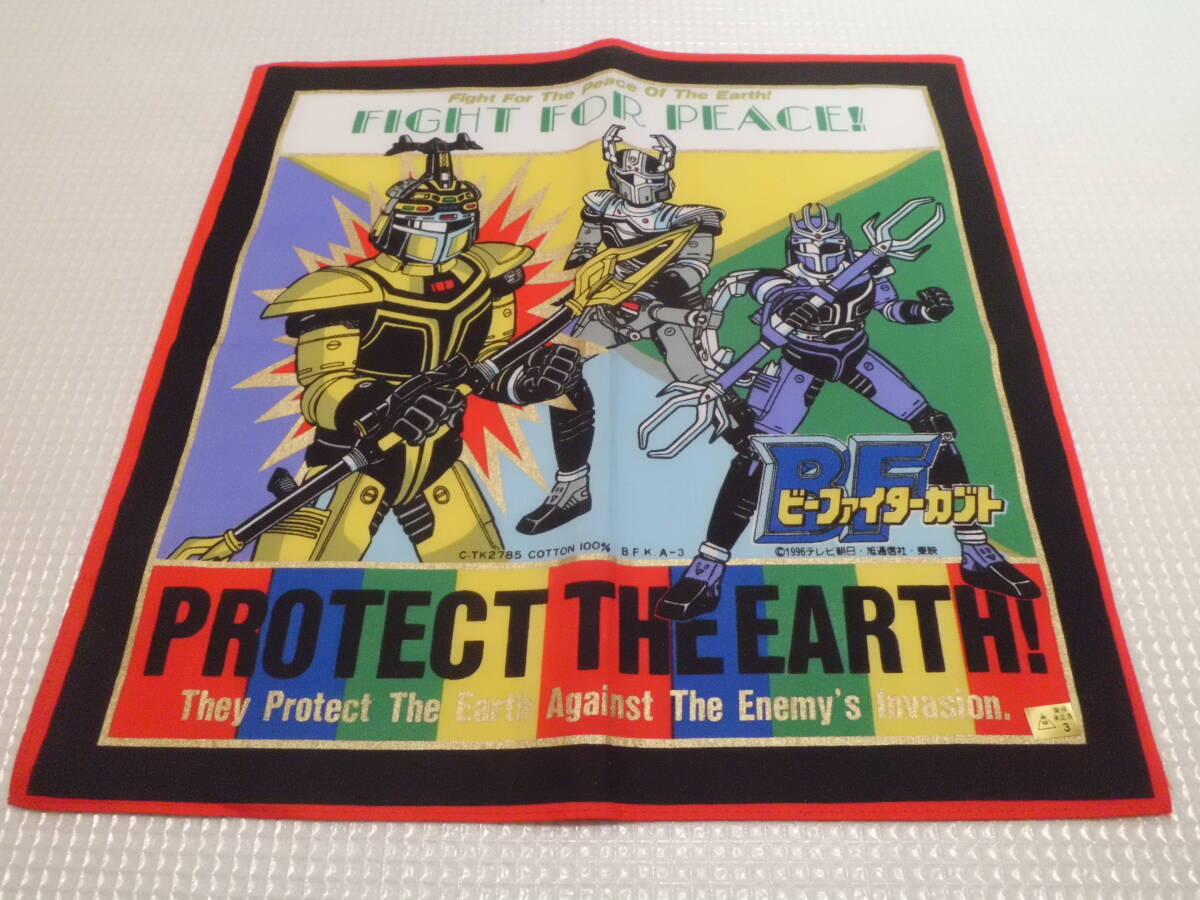 Fight For The Peace Of The Earth!
FIGHT FOR PEACE!
BF
ビーファイターカブト
C-TK2785 COTTON 100% B.F.K. A-3
©1996テレビ朝日・旭通信社・東映
PROTECT THE EARTH!
They Protect The Earth Against The Enemy's Invasion.
3